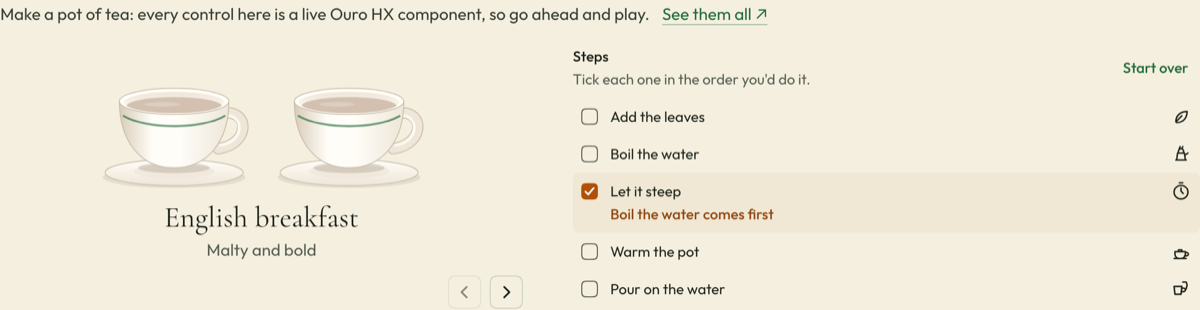 Make a pot of tea: every control here is a live Ouro HX component, so go ahead and play. See them all ↗
English breakfast
Malty and bold
Steps
Tick each one in the order you'd do it.
Start over
Add the leaves
Boil the water
Let it steep
Boil the water comes first
Warm the pot
Pour on the water